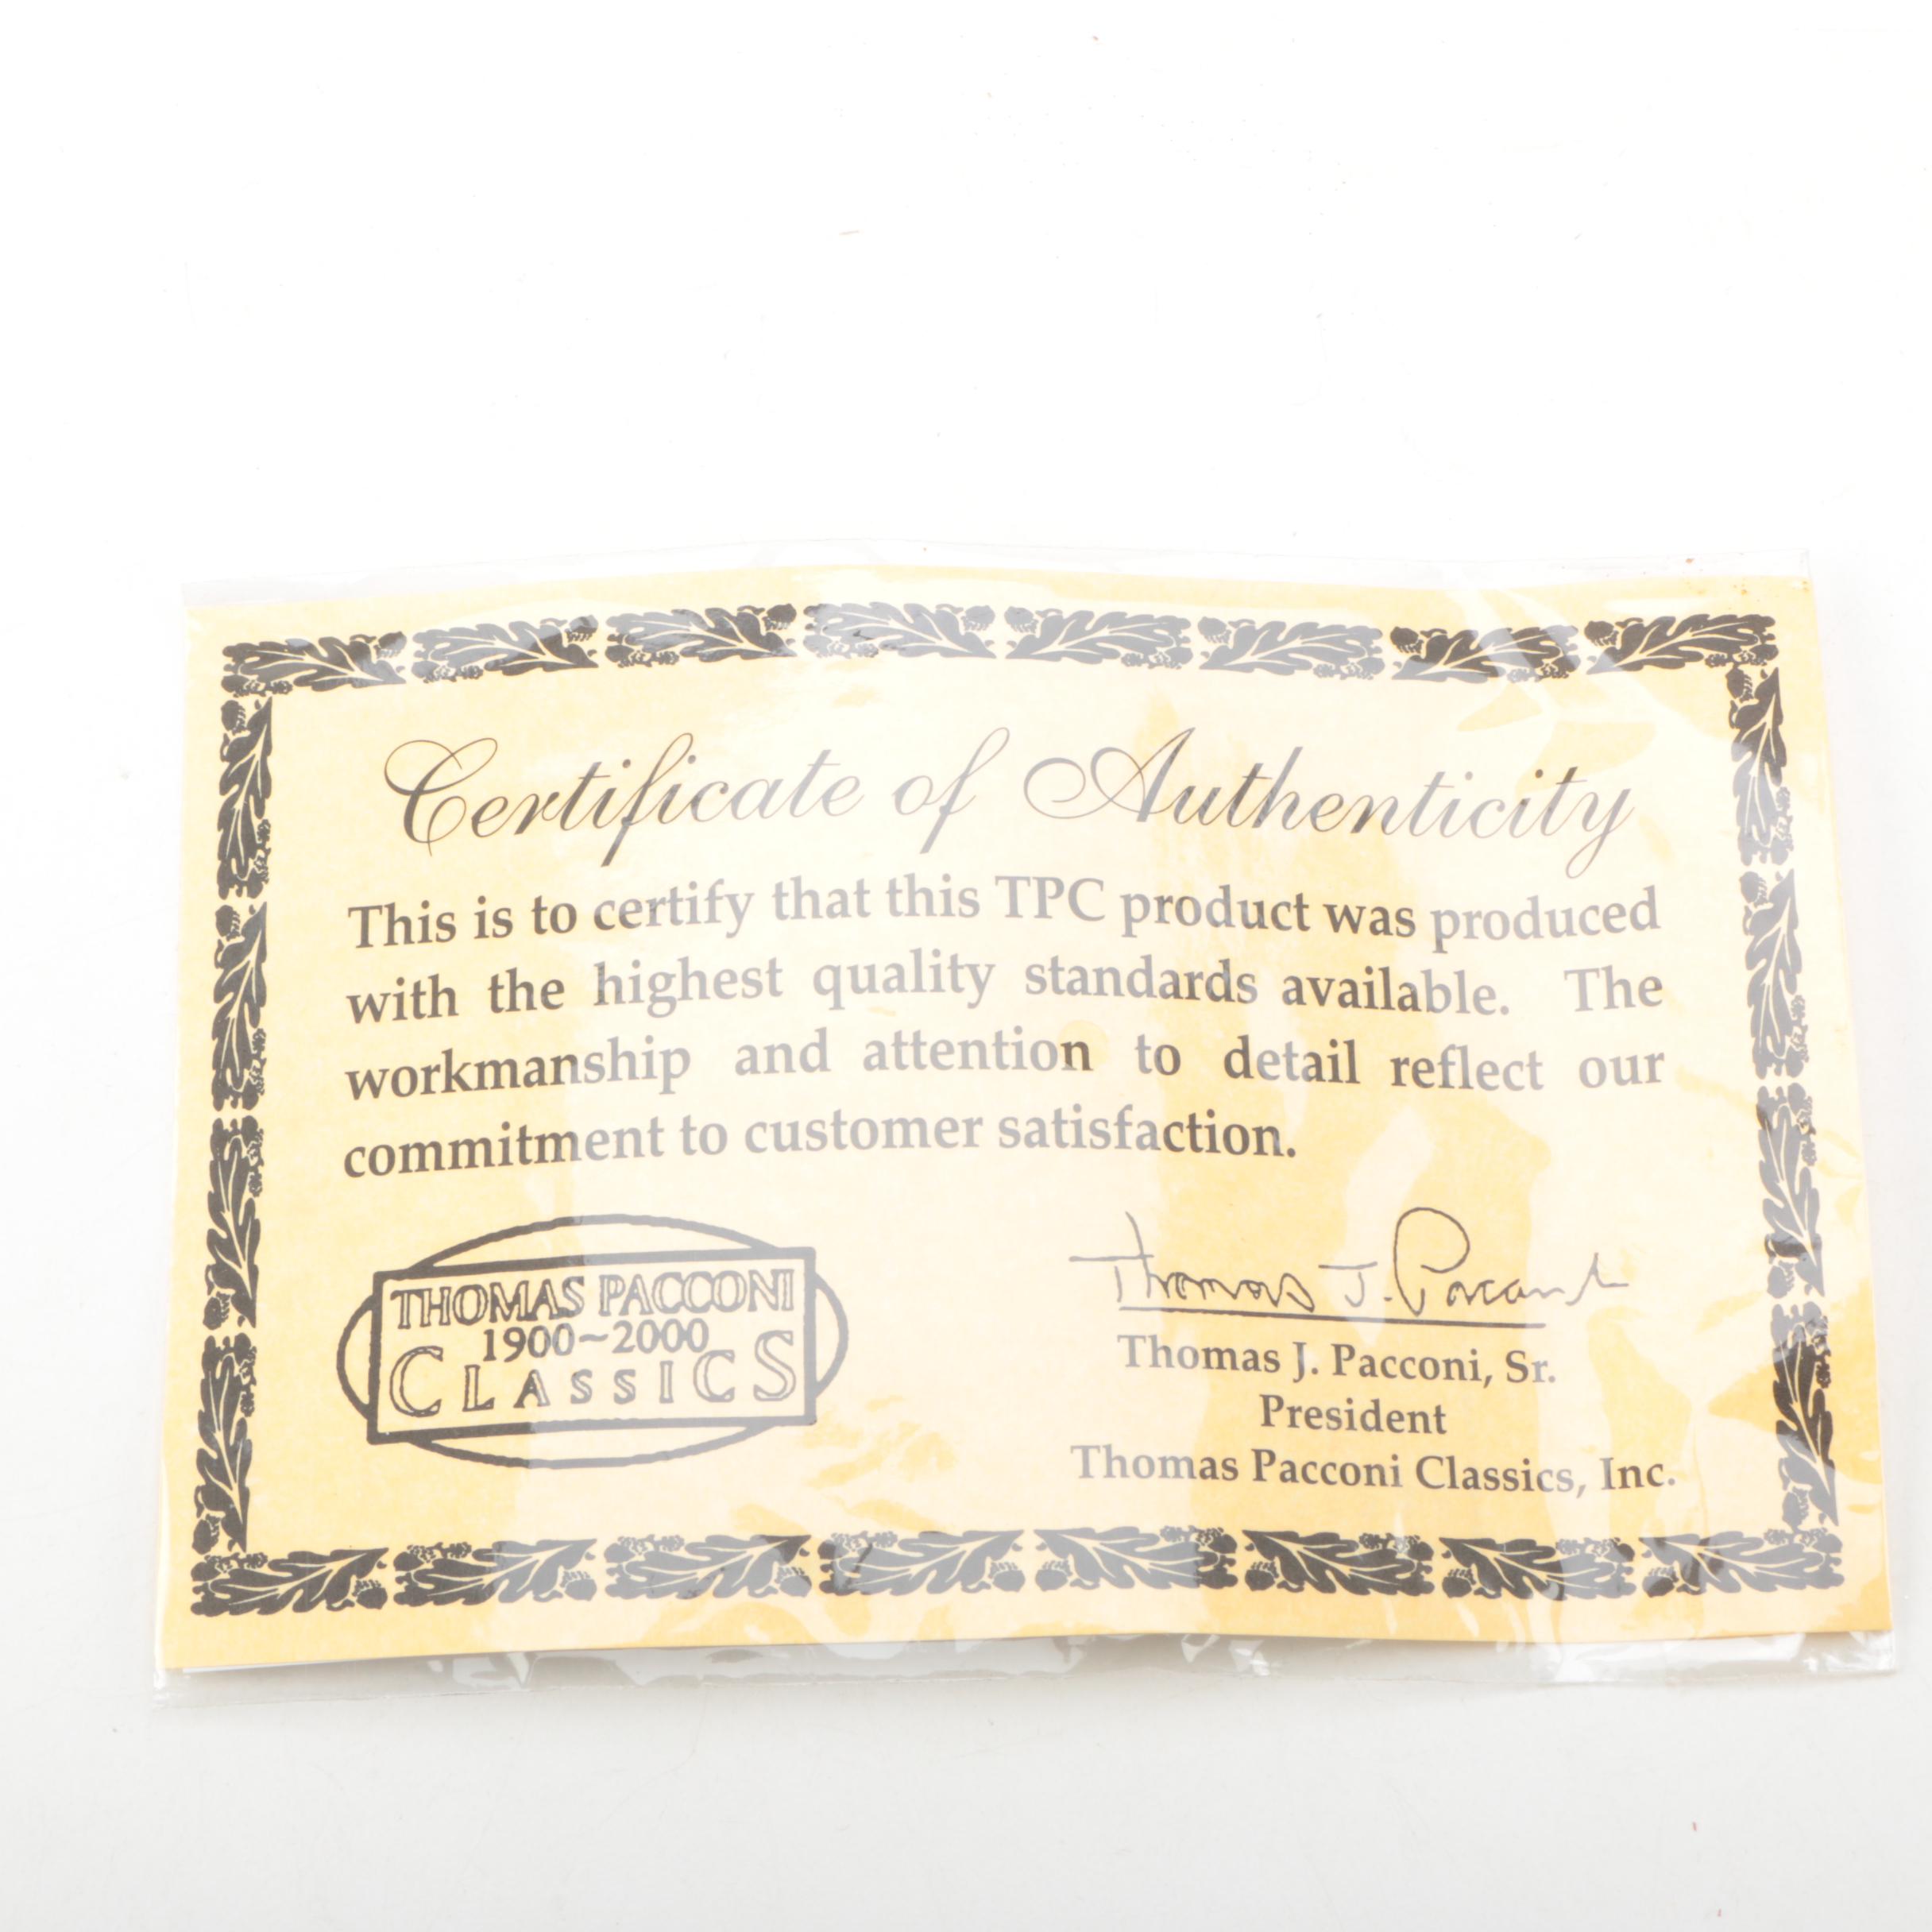 Certificate of Authenticity
This is to certify that this TPC product was produced
with the highest quality standards available. The
workmanship and attention to detail reflect our
commitment to customer satisfaction.
THOMAS PACCONI
1900~2000
CLASSICS
Thomas J. Pacconi
Thomas J. Pacconi, Sr.
President
Thomas Pacconi Classics, Inc.